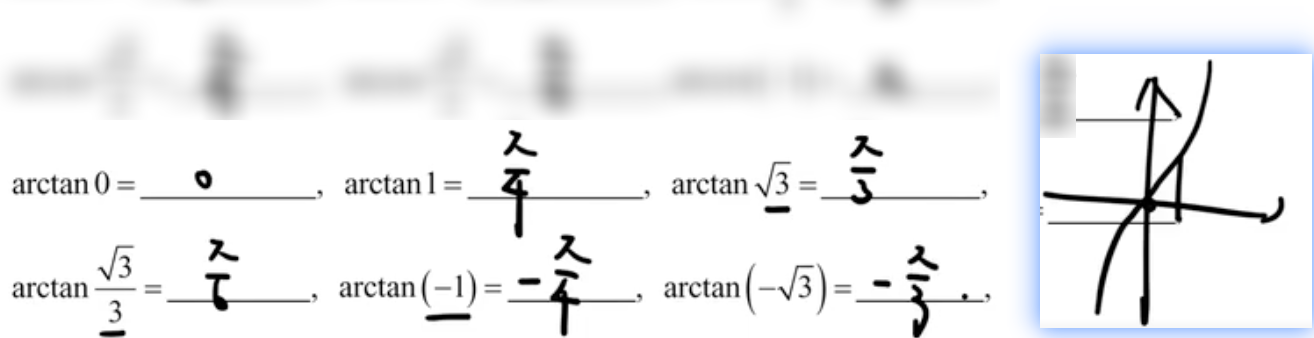 arctan 0 = 0, arctan 1 = π/4, arctan √3 = π/3,
arctan √3/3 = π/6, arctan(−1) = −π/4, arctan(−√3) = −π/3.,